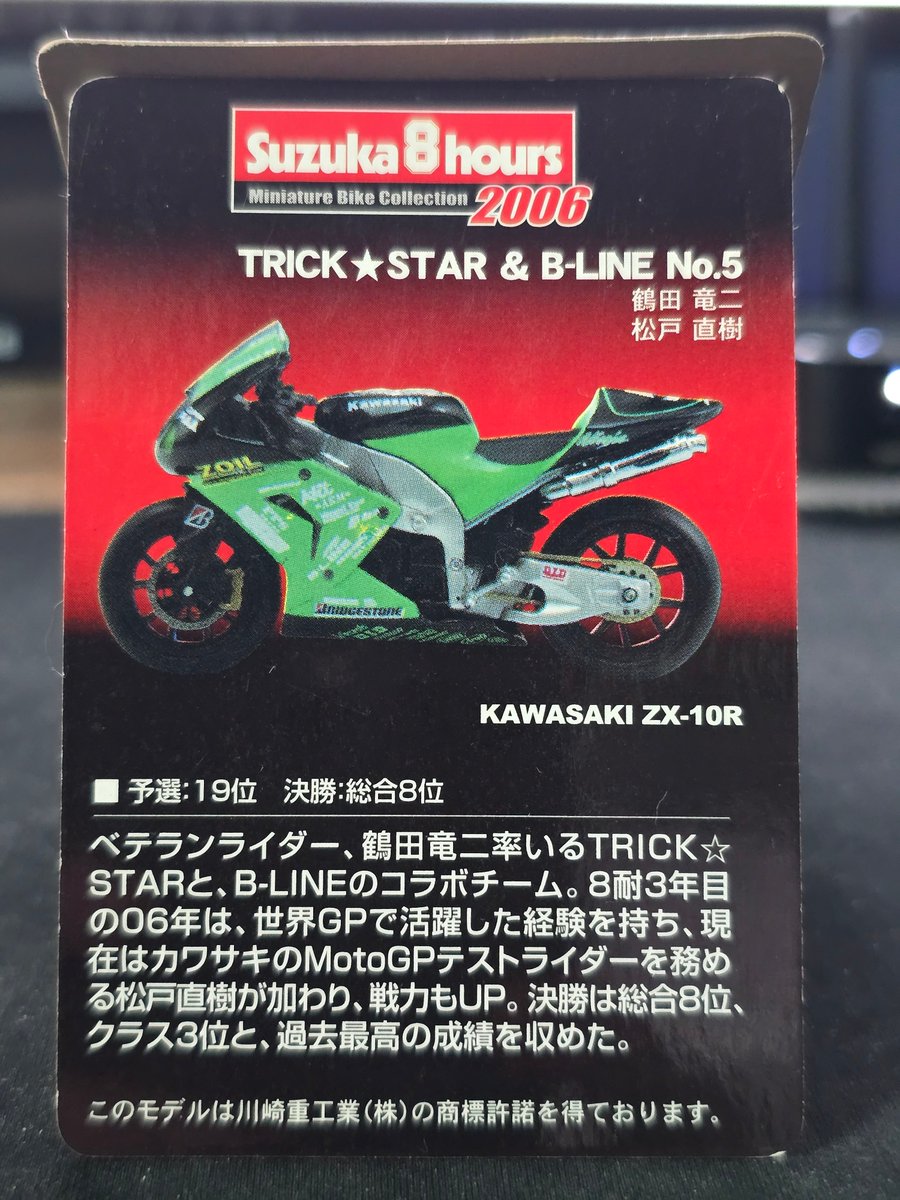 Suzuka 8 hours
Miniature Bike Collection
2006
TRICK★STAR & B-LINE No.5
鶴田 竜二
松戸 直樹
Kawasaki
Ninja
ZOIL
D.I.D
BRIDGESTONE
KAWASAKI ZX-10R
■ 予選:19位 決勝:総合8位
ベテランライダー、鶴田竜二率いるTRICK☆
STARと、B-LINEのコラボチーム。8耐3年目
の06年は、世界GPで活躍した経験を持ち、現
在はカワサキのMotoGPテストライダーを務め
る松戸直樹が加わり、戦力もUP。決勝は総合8位、
クラス3位と、過去最高の成績を収めた。
このモデルは川崎重工業(株)の商標許諾を得ております。